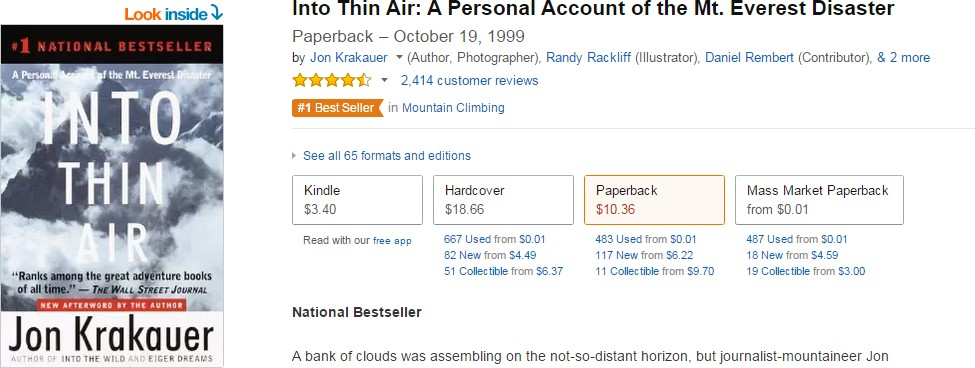 Look inside
#1 NATIONAL BESTSELLER
A Personal Account of the Mt. Everest Disaster
INTO
THIN
AIR
"Ranks among the great adventure books
of all time." — THE WALL STREET JOURNAL
NEW AFTERWORD BY THE AUTHOR
Jon Krakauer
AUTHOR OF INTO THE WILD AND EIGER DREAMS
Into Thin Air: A Personal Account of the Mt. Everest Disaster
Paperback – October 19, 1999
by Jon Krakauer (Author, Photographer), Randy Rackliff (Illustrator), Daniel Rembert (Contributor), & 2 more
2,414 customer reviews
#1 Best Seller in Mountain Climbing
See all 65 formats and editions
Kindle
$3.40
Read with our free app
Hardcover
$18.66
667 Used from $0.01
82 New from $4.49
51 Collectible from $6.37
Paperback
$10.36
483 Used from $0.01
117 New from $6.22
11 Collectible from $9.70
Mass Market Paperback
from $0.01
487 Used from $0.01
18 New from $4.59
19 Collectible from $3.00
National Bestseller
A bank of clouds was assembling on the not-so-distant horizon, but journalist-mountaineer Jon